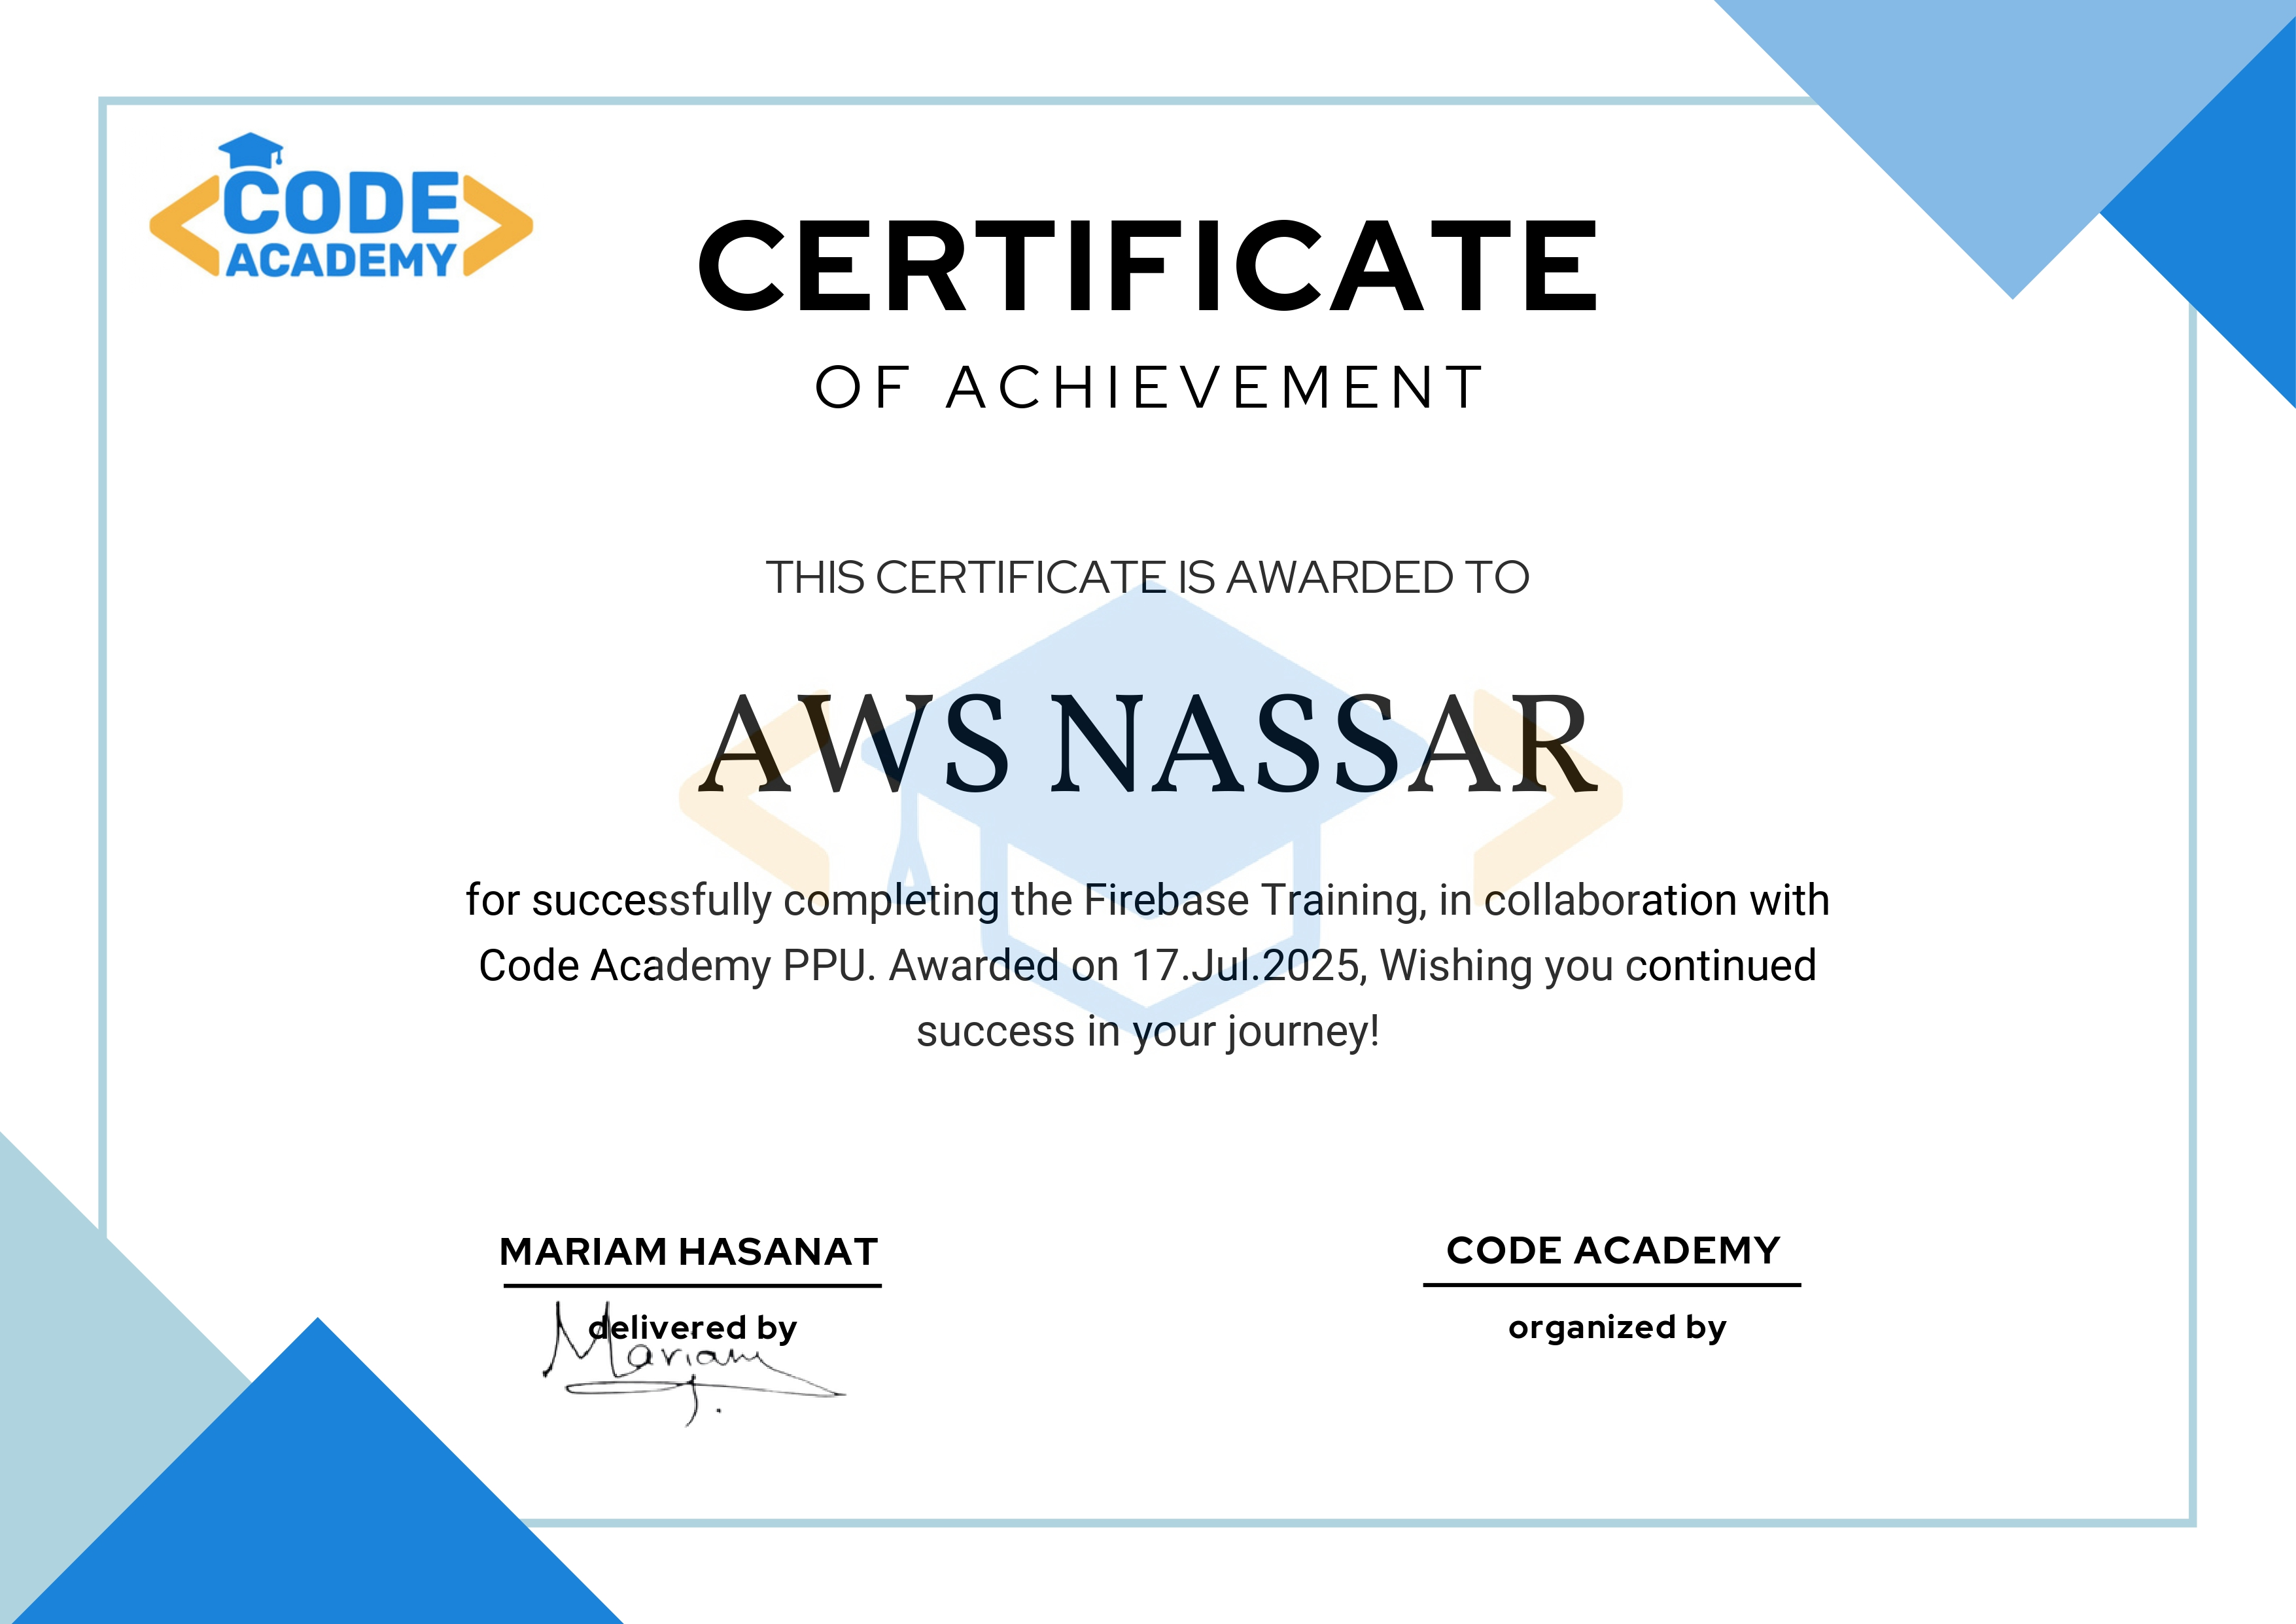 CODE
ACADEMY
CERTIFICATE
OF ACHIEVEMENT
THIS CERTIFICATE IS AWARDED TO
AWS NASSAR
for successfully completing the Firebase Training, in collaboration with
Code Academy PPU. Awarded on 17.Jul.2025, Wishing you continued
success in your journey!
MARIAM HASANAT
delivered by
Mariam
CODE ACADEMY
organized by